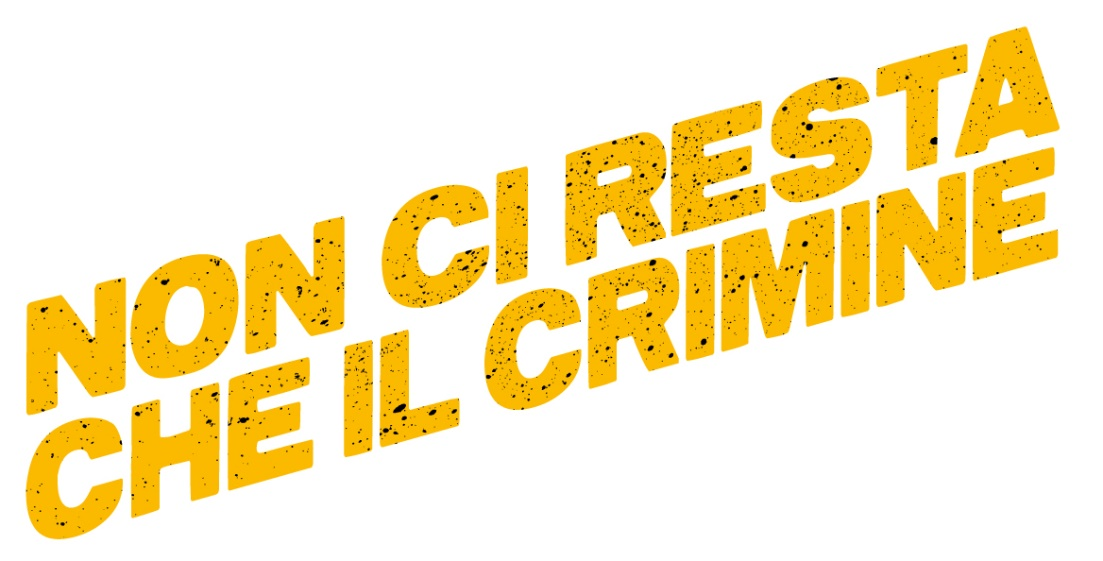 NON CI RESTA
CHE IL CRIMINE